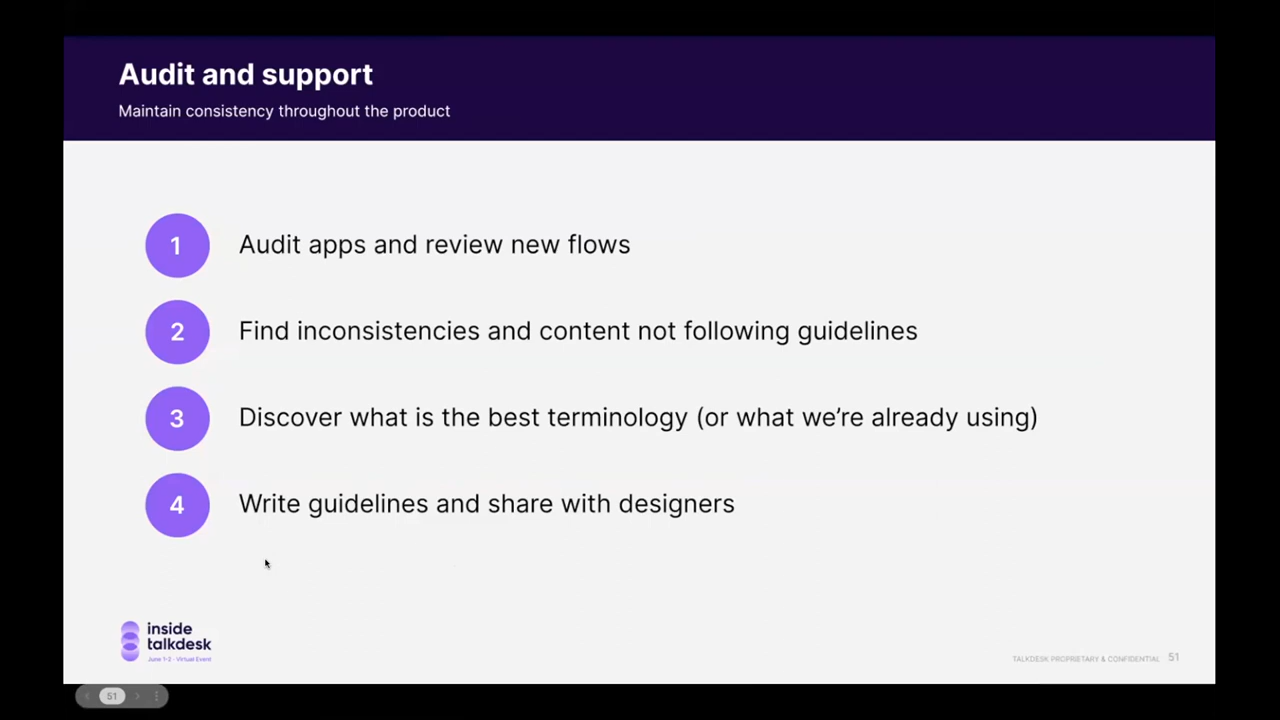 Audit and support
Maintain consistency throughout the product
1 Audit apps and review new flows
2 Find inconsistencies and content not following guidelines
3 Discover what is the best terminology (or what we’re already using)
4 Write guidelines and share with designers
inside
talkdesk
June 1-2 - Virtual Event
TALKDESK PROPRIETARY & CONFIDENTIAL 51
51